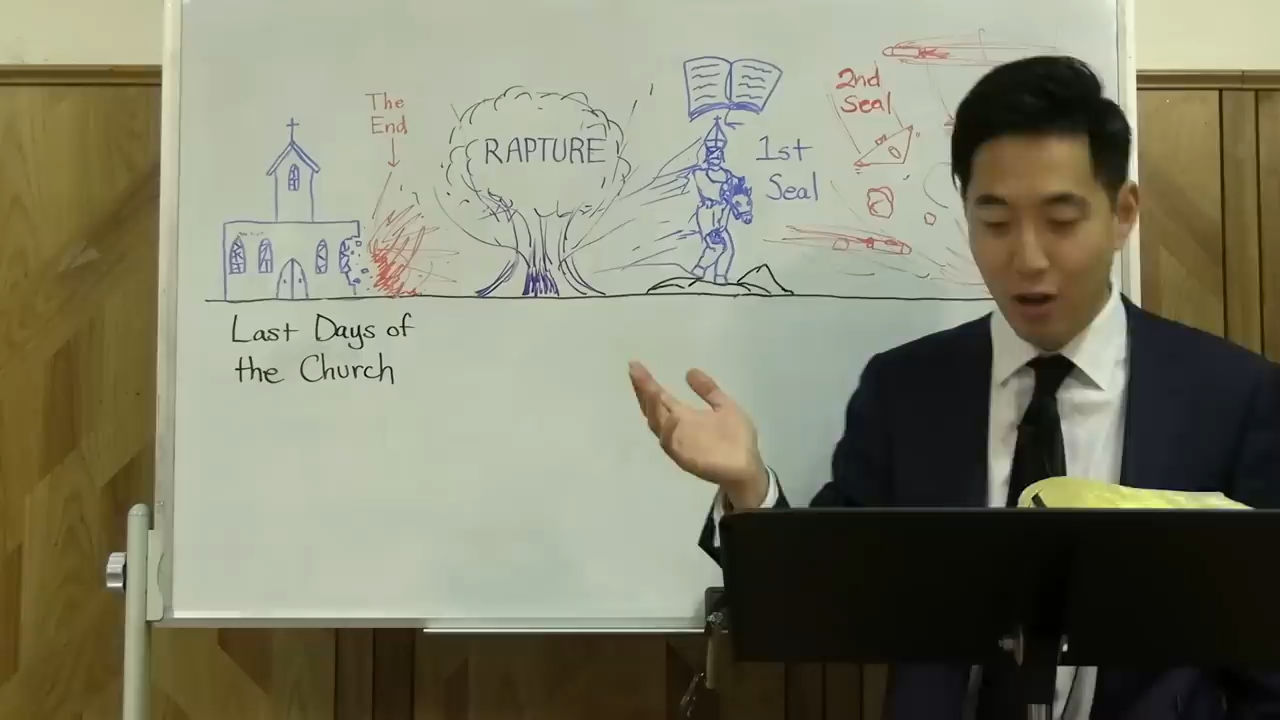 The
End
RAPTURE
1st
Seal
2nd
Seal
Last Days of
the Church